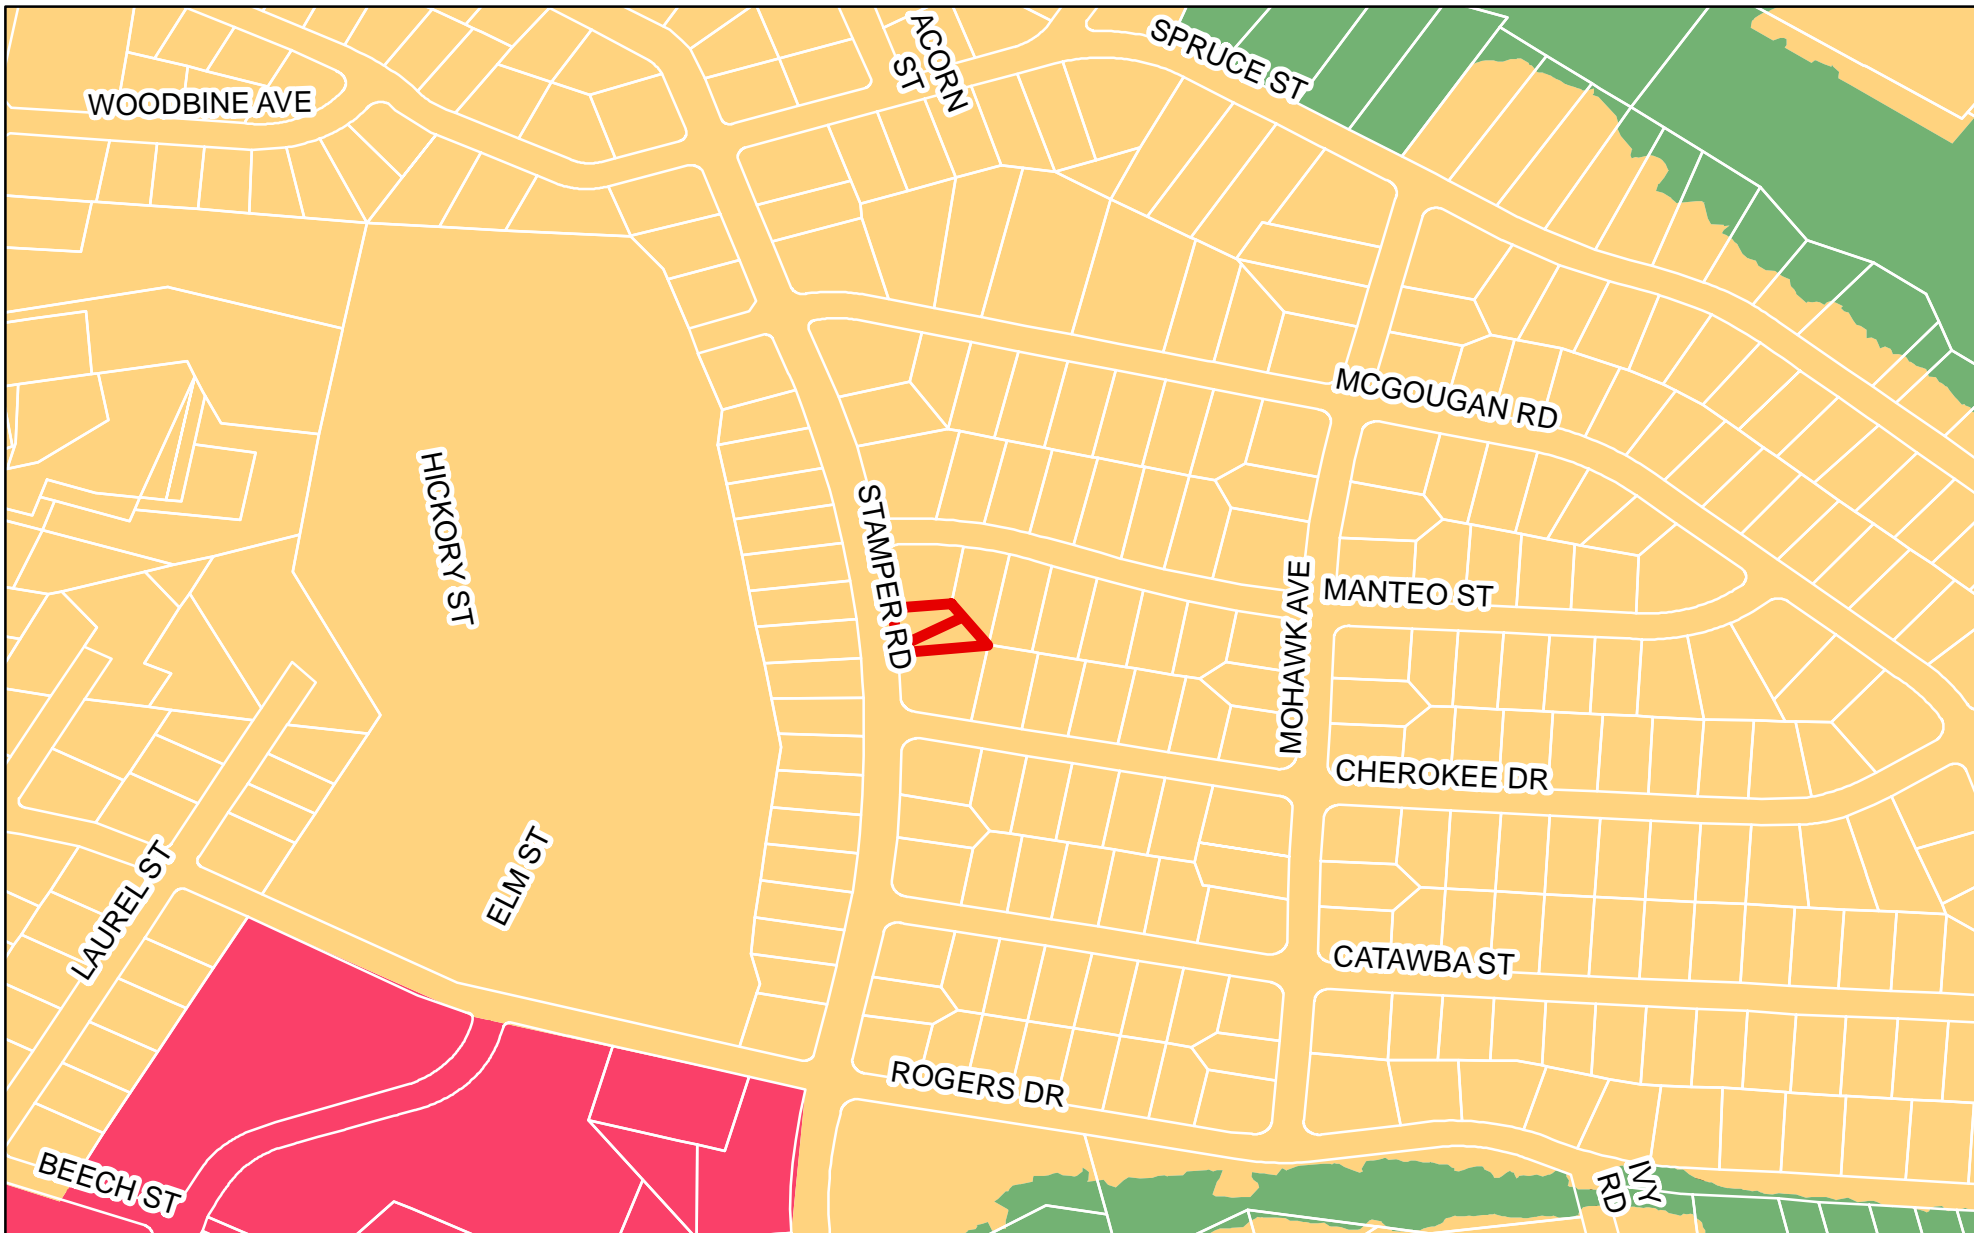 ACORN
ST
SPRUCE ST
WOODBINE AVE
MCGOUGAN RD
HICKORY ST
STAMPER RD
MOHAWK AVE
MANTEO ST
CHEROKEE DR
LAUREL ST
ELM ST
CATAWBA ST
ROGERS DR
BEECH ST
IVY
RD